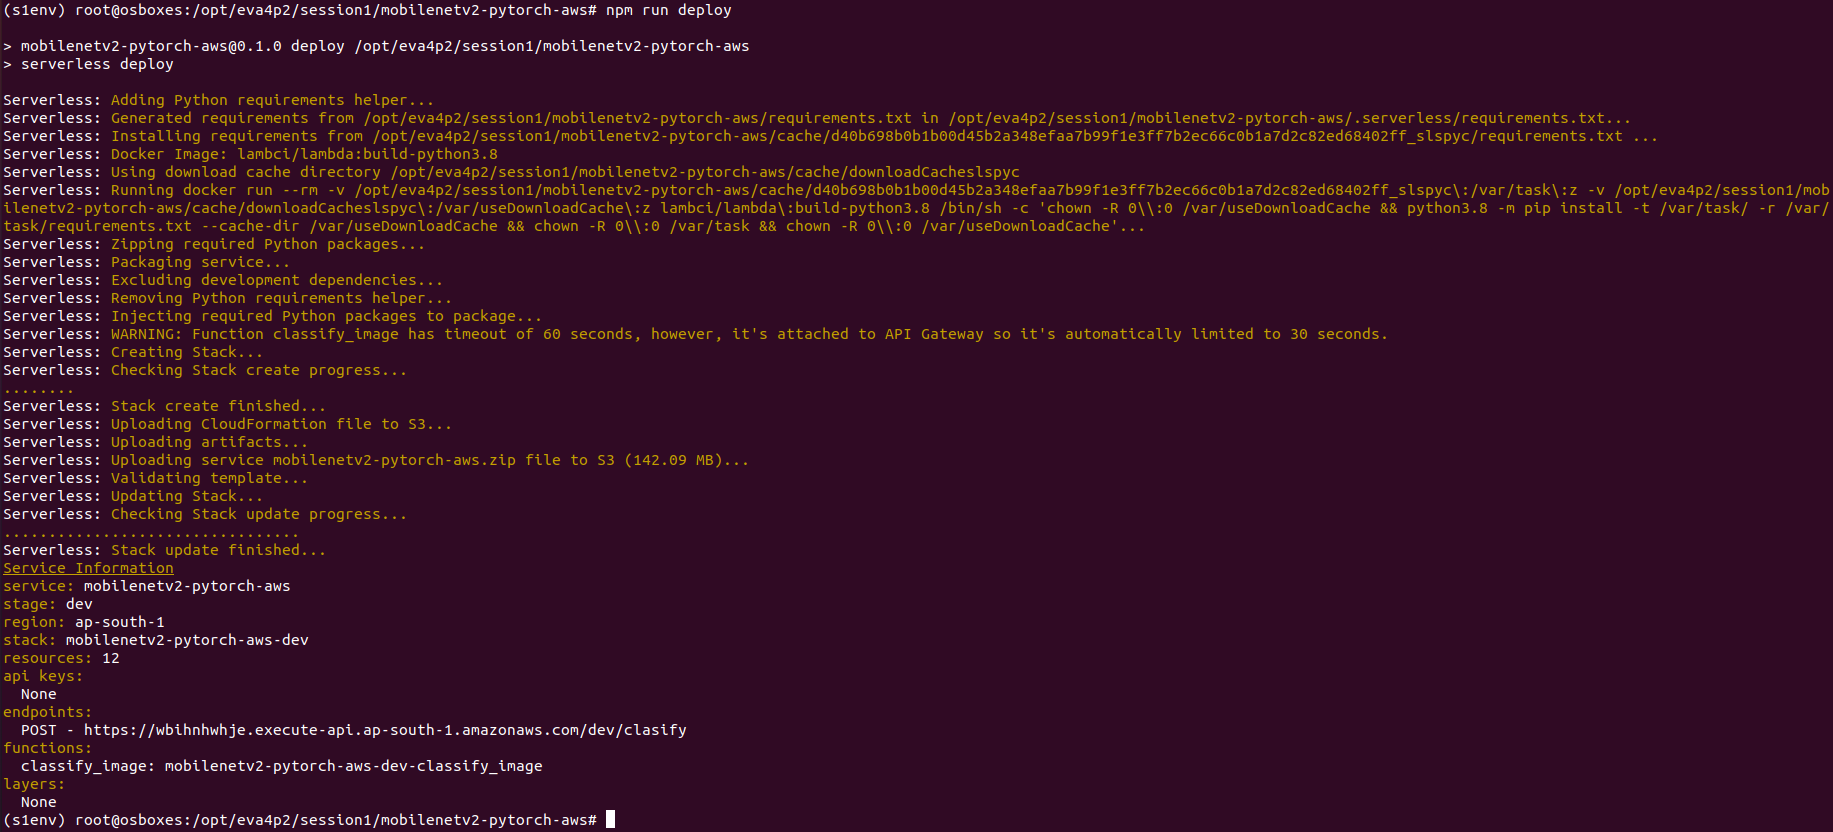 (s1env) root@osboxes:/opt/eva4p2/session1/mobilenetv2-pytorch-aws# npm run deploy
> mobilenetv2-pytorch-aws@0.1.0 deploy /opt/eva4p2/session1/mobilenetv2-pytorch-aws
> serverless deploy
Serverless: Adding Python requirements helper...
Serverless: Generated requirements from /opt/eva4p2/session1/mobilenetv2-pytorch-aws/requirements.txt in /opt/eva4p2/session1/mobilenetv2-pytorch-aws/.serverless/requirements.txt...
Serverless: Installing requirements from /opt/eva4p2/session1/mobilenetv2-pytorch-aws/cache/d40b698b0b1b00d45b2a348efaa7b99f1e3ff7b2ec66c0b1a7d2c82ed68402ff_slspyc/requirements.txt ...
Serverless: Docker Image: lambci/lambda:build-python3.8
Serverless: Using download cache directory /opt/eva4p2/session1/mobilenetv2-pytorch-aws/cache/downloadCacheslspyc
Serverless: Running docker run --rm -v /opt/eva4p2/session1/mobilenetv2-pytorch-aws/cache/d40b698b0b1b00d45b2a348efaa7b99f1e3ff7b2ec66c0b1a7d2c82ed68402ff_slspyc\:/var/task\:z -v /opt/eva4p2/session1/mob
ilenetv2-pytorch-aws/cache/downloadCacheslspyc\:/var/useDownloadCache\:z lambci/lambda\:build-python3.8 /bin/sh -c 'chown -R 0\\:0 /var/useDownloadCache && python3.8 -m pip install -t /var/task/ -r /var/
task/requirements.txt --cache-dir /var/useDownloadCache && chown -R 0\\:0 /var/task && chown -R 0\\:0 /var/useDownloadCache'...
Serverless: Zipping required Python packages...
Serverless: Packaging service...
Serverless: Excluding development dependencies...
Serverless: Removing Python requirements helper...
Serverless: Injecting required Python packages to package...
Serverless: WARNING: Function classify_image has timeout of 60 seconds, however, it's attached to API Gateway so it's automatically limited to 30 seconds.
Serverless: Creating Stack...
Serverless: Checking Stack create progress...
........
Serverless: Stack create finished...
Serverless: Uploading CloudFormation file to S3...
Serverless: Uploading artifacts...
Serverless: Uploading service mobilenetv2-pytorch-aws.zip file to S3 (142.09 MB)...
Serverless: Validating template...
Serverless: Updating Stack...
Serverless: Checking Stack update progress...
.................................
Serverless: Stack update finished...
Service Information
service: mobilenetv2-pytorch-aws
stage: dev
region: ap-south-1
stack: mobilenetv2-pytorch-aws-dev
resources: 12
api keys:
  None
endpoints:
  POST - https://wbihnhwhje.execute-api.ap-south-1.amazonaws.com/dev/clasify
functions:
  classify_image: mobilenetv2-pytorch-aws-dev-classify_image
layers:
  None
(s1env) root@osboxes:/opt/eva4p2/session1/mobilenetv2-pytorch-aws#